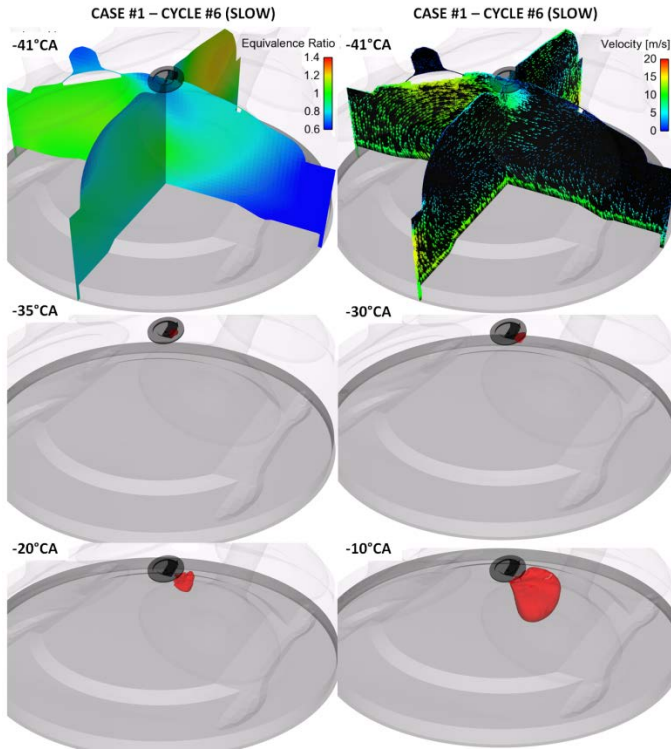 CASE #1 – CYCLE #6 (SLOW)
CASE #1 – CYCLE #6 (SLOW)
-41°CA
Equivalence Ratio
1.4
1.2
1
0.8
0.6
-41°CA
Velocity [m/s]
20
15
10
5
0
-35°CA
-30°CA
-20°CA
-10°CA